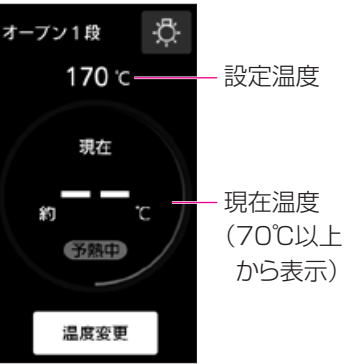 オーブン1段
170 ℃
設定温度
現在
約 -- ℃
予熱中
現在温度
（70℃以上
から表示）
温度変更